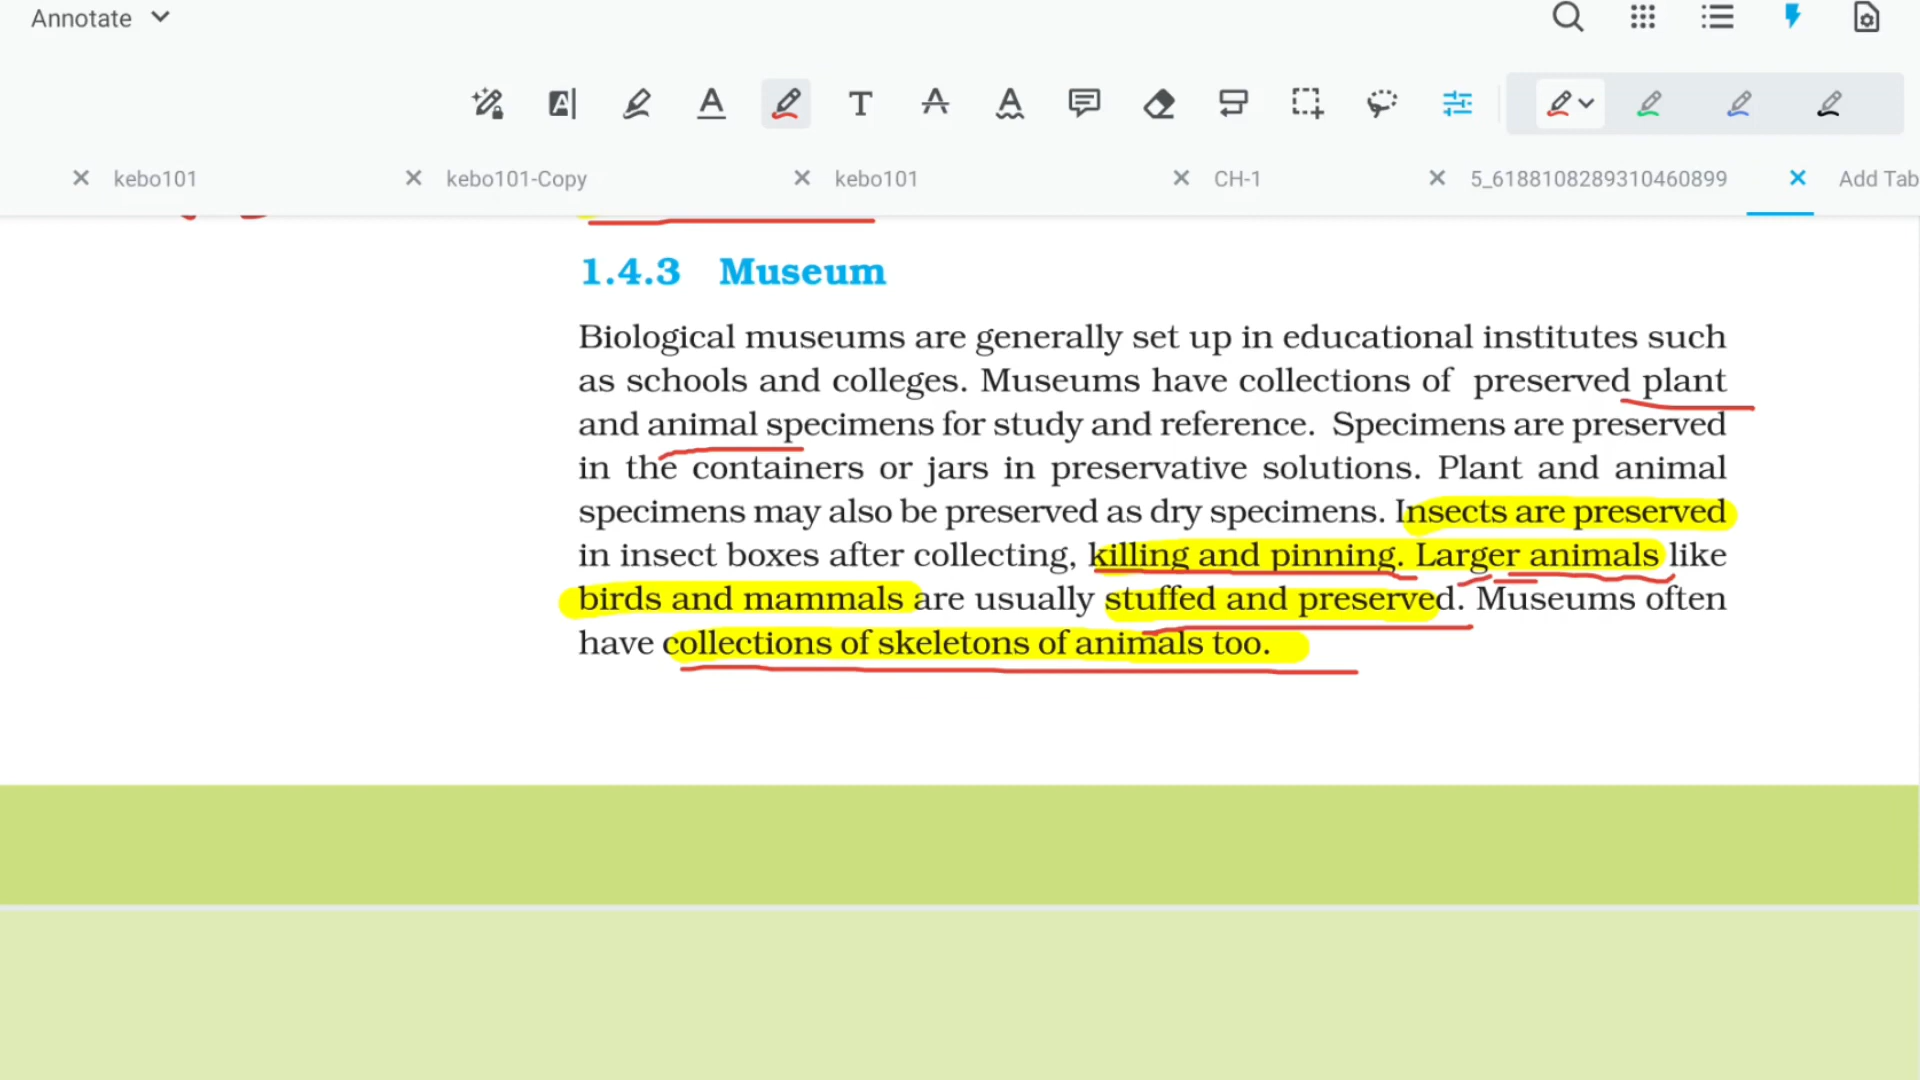 Annotate
kebo101
kebo101-Copy
kebo101
CH-1
5_6188108289310460899
Add Tab
1.4.3 Museum
Biological museums are generally set up in educational institutes such
as schools and colleges. Museums have collections of preserved plant
and animal specimens for study and reference. Specimens are preserved
in the containers or jars in preservative solutions. Plant and animal
specimens may also be preserved as dry specimens. Insects are preserved
in insect boxes after collecting, killing and pinning. Larger animals like
birds and mammals are usually stuffed and preserved. Museums often
have collections of skeletons of animals too.